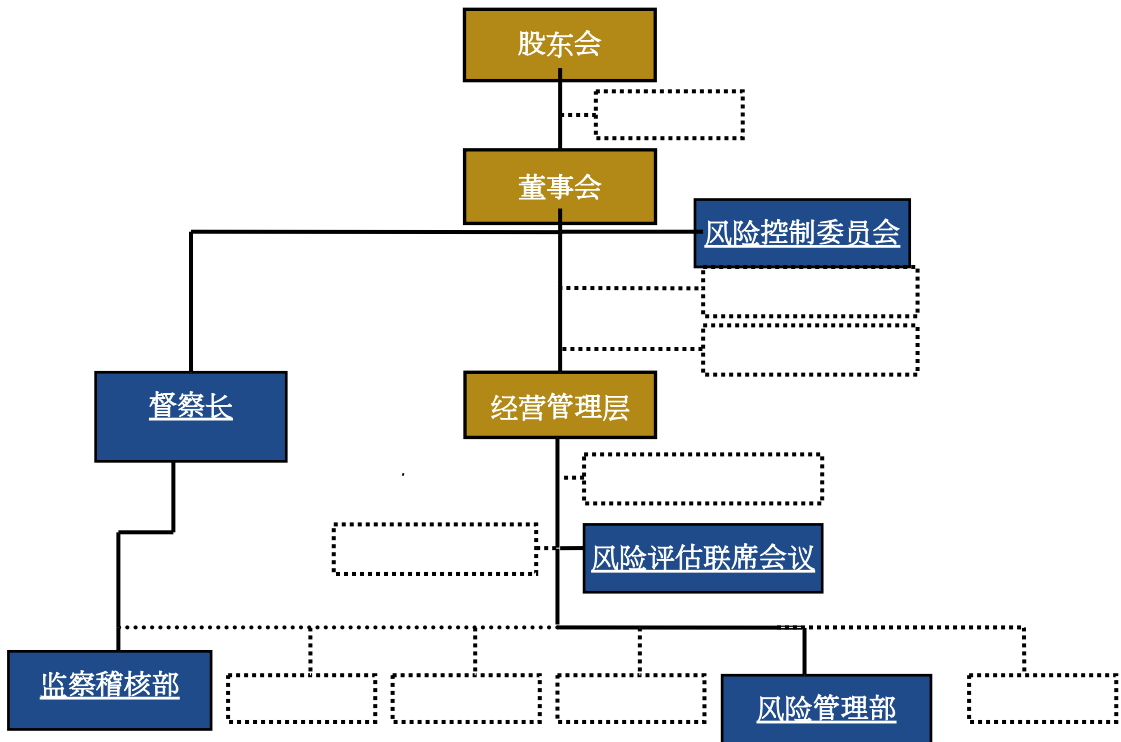 股东会
董事会
风险控制委员会
督察长
经营管理层
风险评估联席会议
监察稽核部
风险管理部